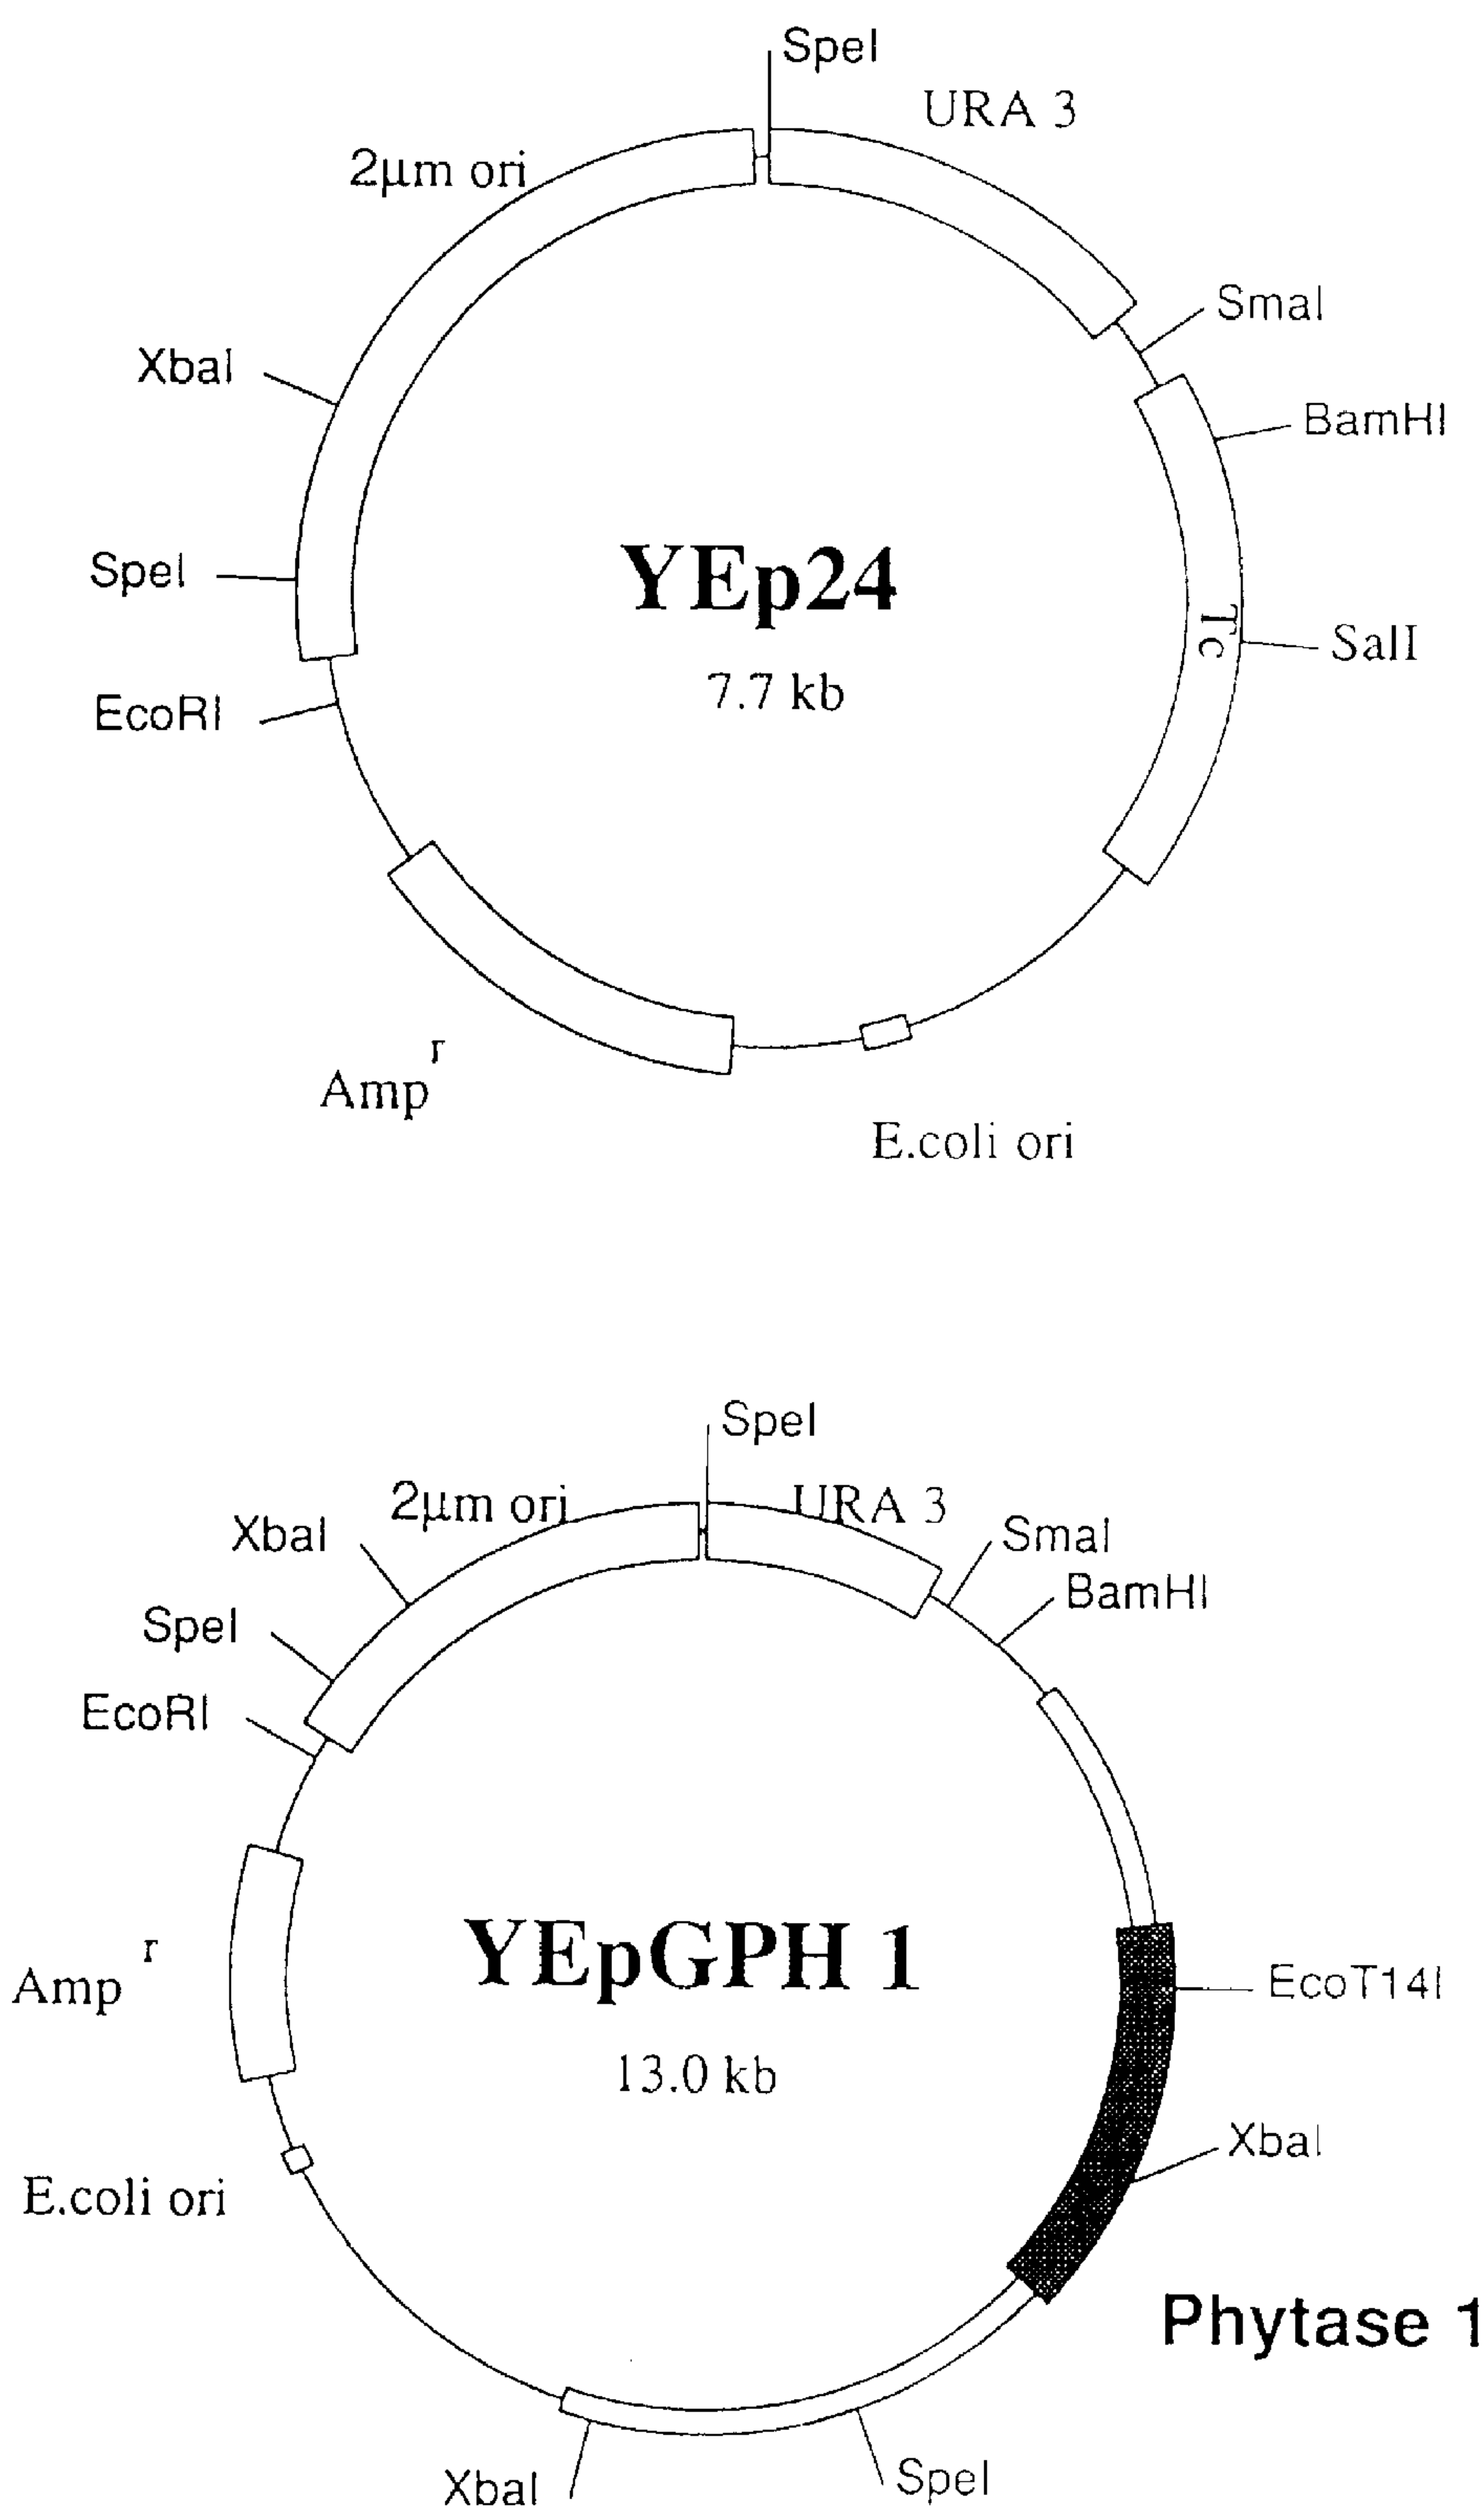 SpeI
URA 3
2μm ori
SmaI
XbaI
BamHI
YEp24
SpeI
Tc
SalI
7.7 kb
EcoRI
Amp r
E.coli ori
SpeI
2μm ori
URA 3
XbaI
SmaI
BamHI
SpeI
EcoRI
YEpGPH 1
Amp r
EcoT14I
13.0 kb
XbaI
E.coli ori
Phytase 1
XbaI
SpeI